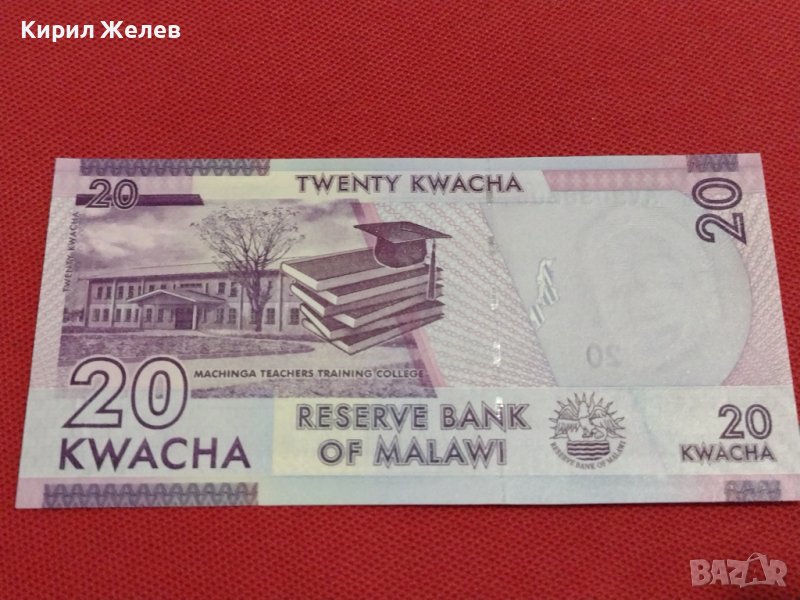 Кирил Желев
20
TWENTY KWACHA
20
TWENTY KWACHA
20
MACHINGA TEACHERS TRAINING COLLEGE
20
KWACHA
RESERVE BANK
OF MALAWI
RESERVE BANK OF MALAWI
20
KWACHA
BAZAR